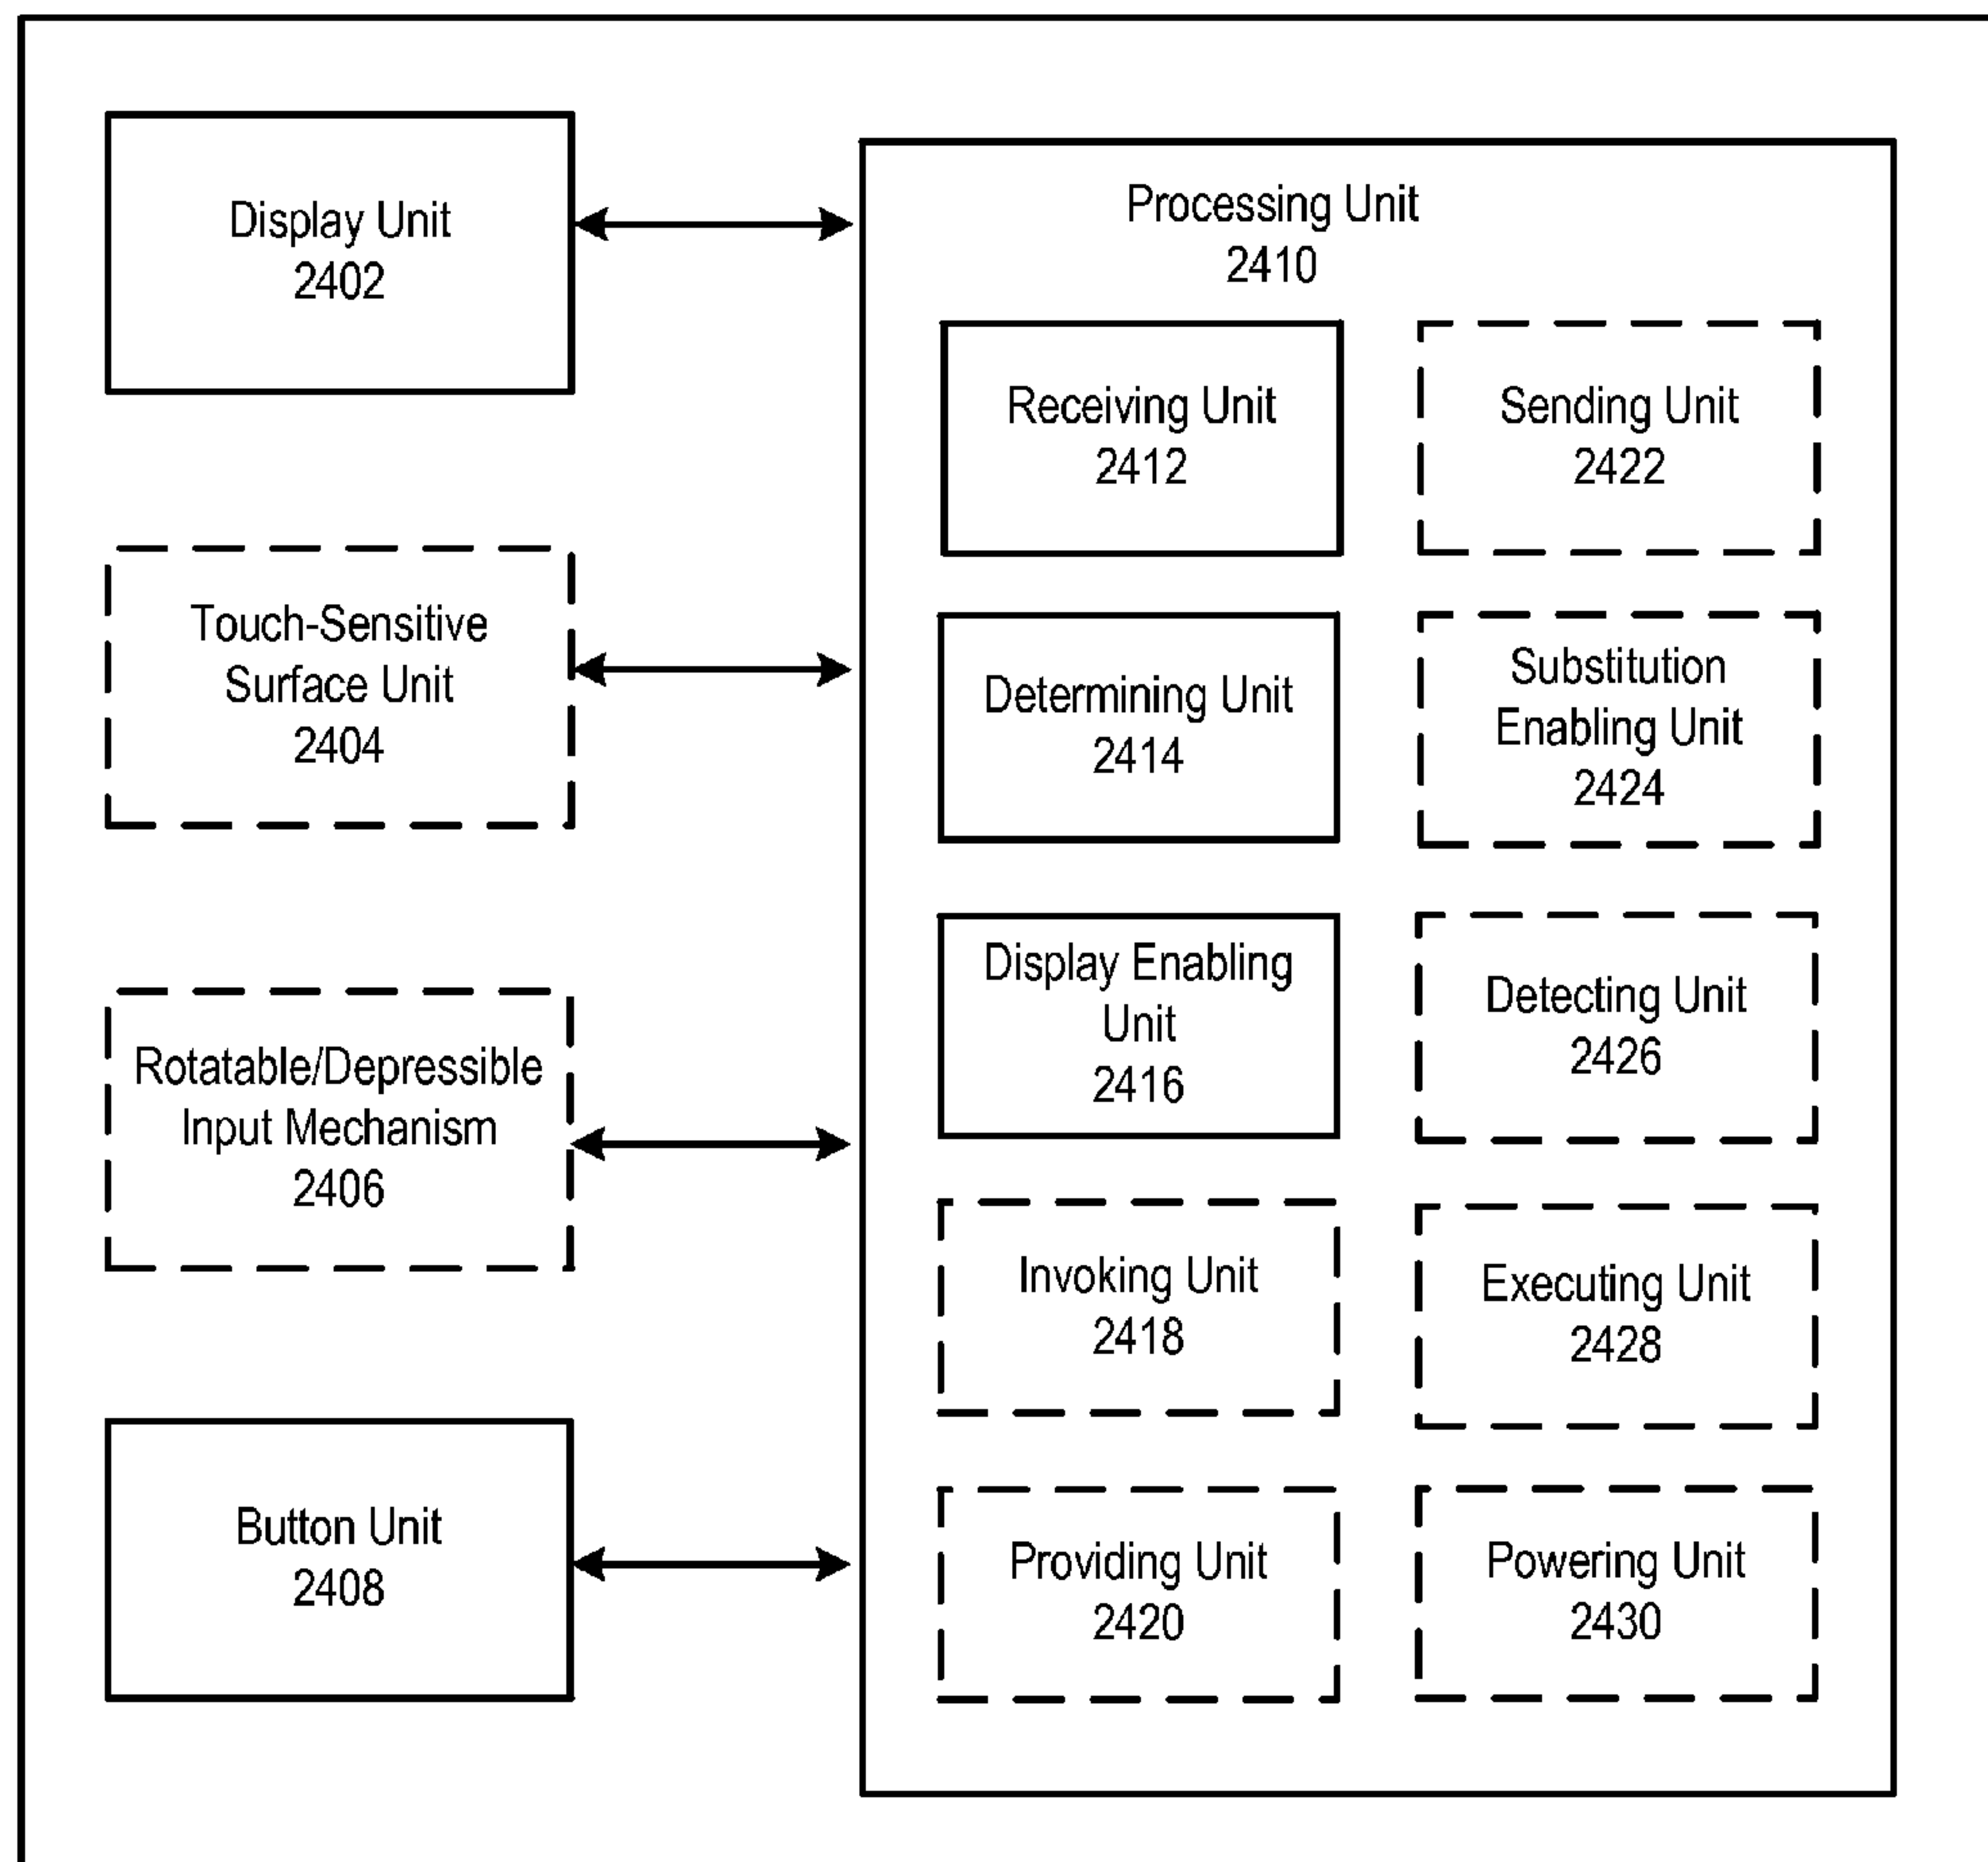 Display Unit
2402
Touch-Sensitive
Surface Unit
2404
Rotatable/Depressible
Input Mechanism
2406
Button Unit
2408
Processing Unit
2410
Receiving Unit
2412
Sending Unit
2422
Determining Unit
2414
Substitution
Enabling Unit
2424
Display Enabling
Unit
2416
Detecting Unit
2426
Invoking Unit
2418
Executing Unit
2428
Providing Unit
2420
Powering Unit
2430